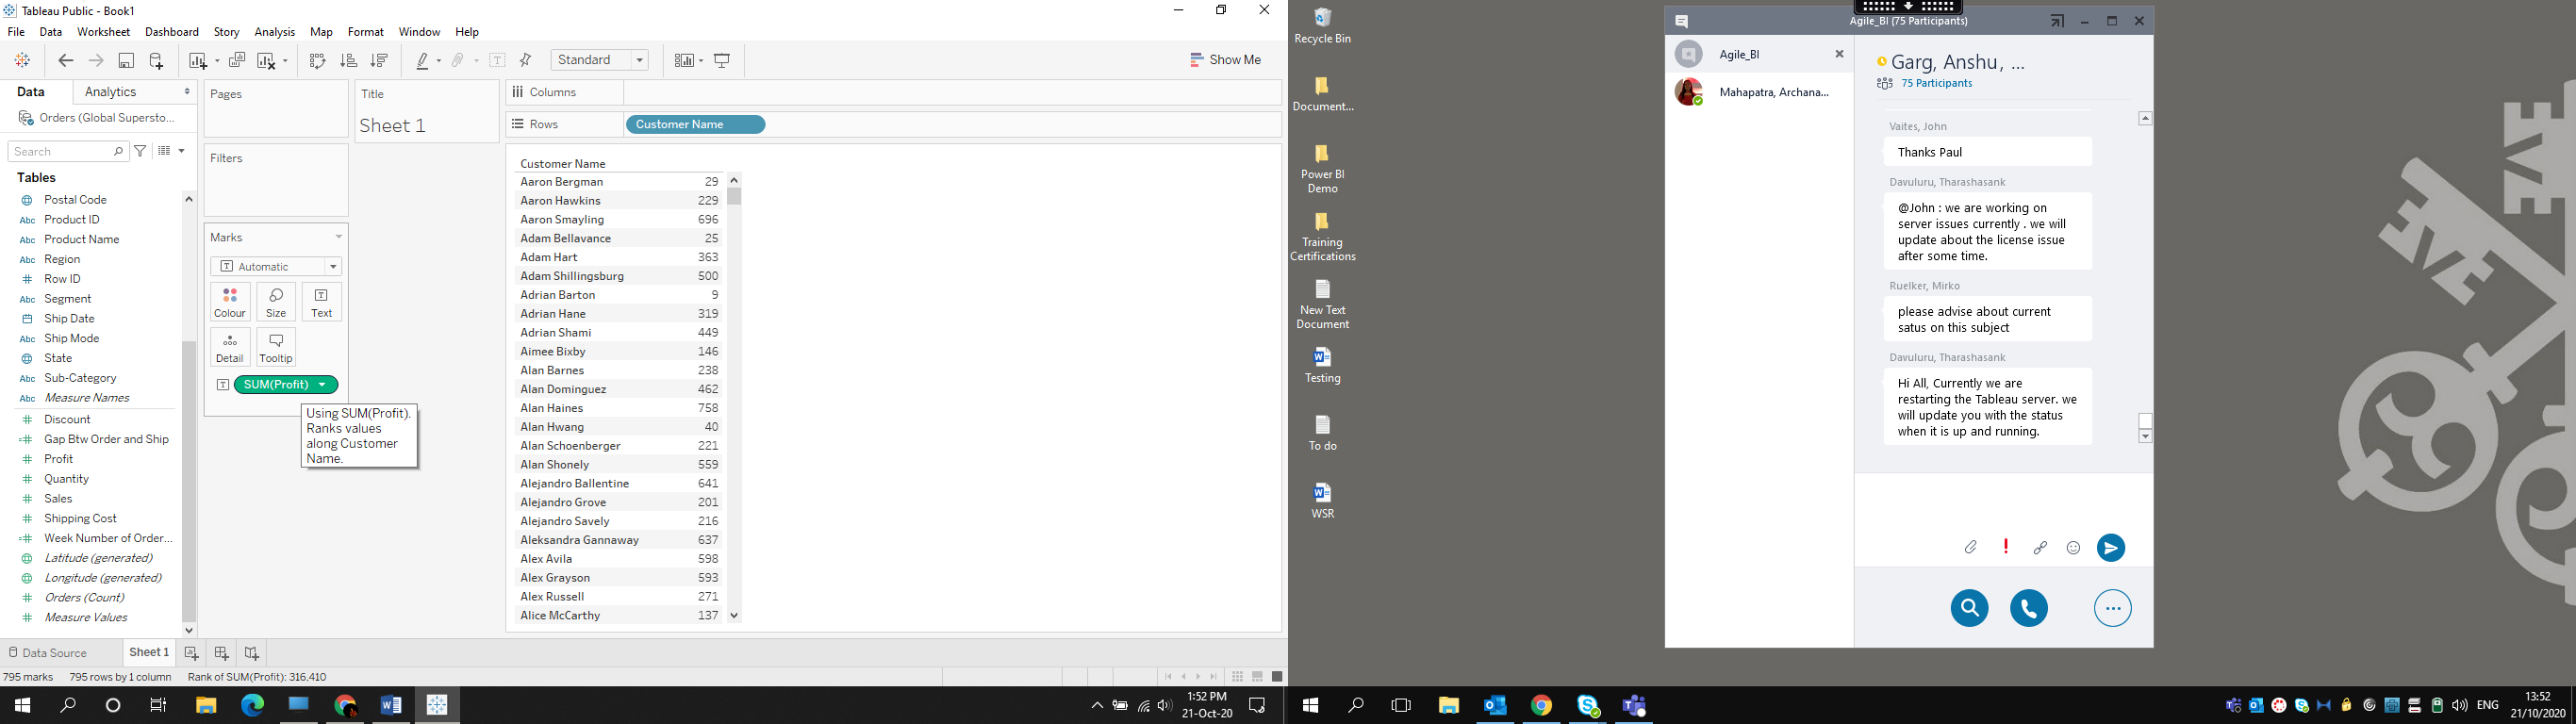 Tableau Public - Book1
File Data Worksheet Dashboard Story Analysis Map Format Window Help
Standard
Show Me
Data Analytics
Orders (Global Supersto...
Search
Tables
Postal Code
Abc Product ID
Abc Product Name
Abc Region
# Row ID
Abc Segment
Ship Date
Abc Ship Mode
State
Abc Sub-Category
Abc Measure Names
# Discount
=# Gap Btw Order and Ship
# Profit
# Quantity
# Sales
# Shipping Cost
=# Week Number of Order...
Latitude (generated)
Longitude (generated)
# Orders (Count)
# Measure Values
Pages
Filters
Marks
T Automatic
Colour Size Text
Detail Tooltip
T SUM(Profit)
Using SUM(Profit).
Ranks values
along Customer
Name.
Title
Sheet 1
Columns
Rows Customer Name
Customer Name
Aaron Bergman 29
Aaron Hawkins 229
Aaron Smayling 696
Adam Bellavance 25
Adam Hart 363
Adam Shillingsburg 500
Adrian Barton 9
Adrian Hane 319
Adrian Shami 449
Aimee Bixby 146
Alan Barnes 238
Alan Dominguez 462
Alan Haines 758
Alan Hwang 40
Alan Schoenberger 221
Alan Shonely 559
Alejandro Ballentine 641
Alejandro Grove 201
Alejandro Savely 216
Aleksandra Gannaway 637
Alex Avila 598
Alex Grayson 593
Alex Russell 271
Alice McCarthy 137
Data Source Sheet 1
795 marks 795 rows by 1 column Rank of SUM(Profit): 316,410
1:52 PM
21-Oct-20
Recycle Bin
Document...
Power BI
Demo
Training
Certifications
New Text
Document
Testing
To do
WSR
Agile_BI (75 Participants)
Agile_BI
Mahapatra, Archana...
Garg, Anshu, ...
75 Participants
Vaites, John
Thanks Paul
Davuluru, Tharashasank
@John : we are working on
server issues currently . we will
update about the license issue
after some time.
Ruelker, Mirko
please advise about current
satus on this subject
Davuluru, Tharashasank
Hi All, Currently we are
restarting the Tableau server. we
will update you with the status
when it is up and running.
ENG
13:52
21/10/2020